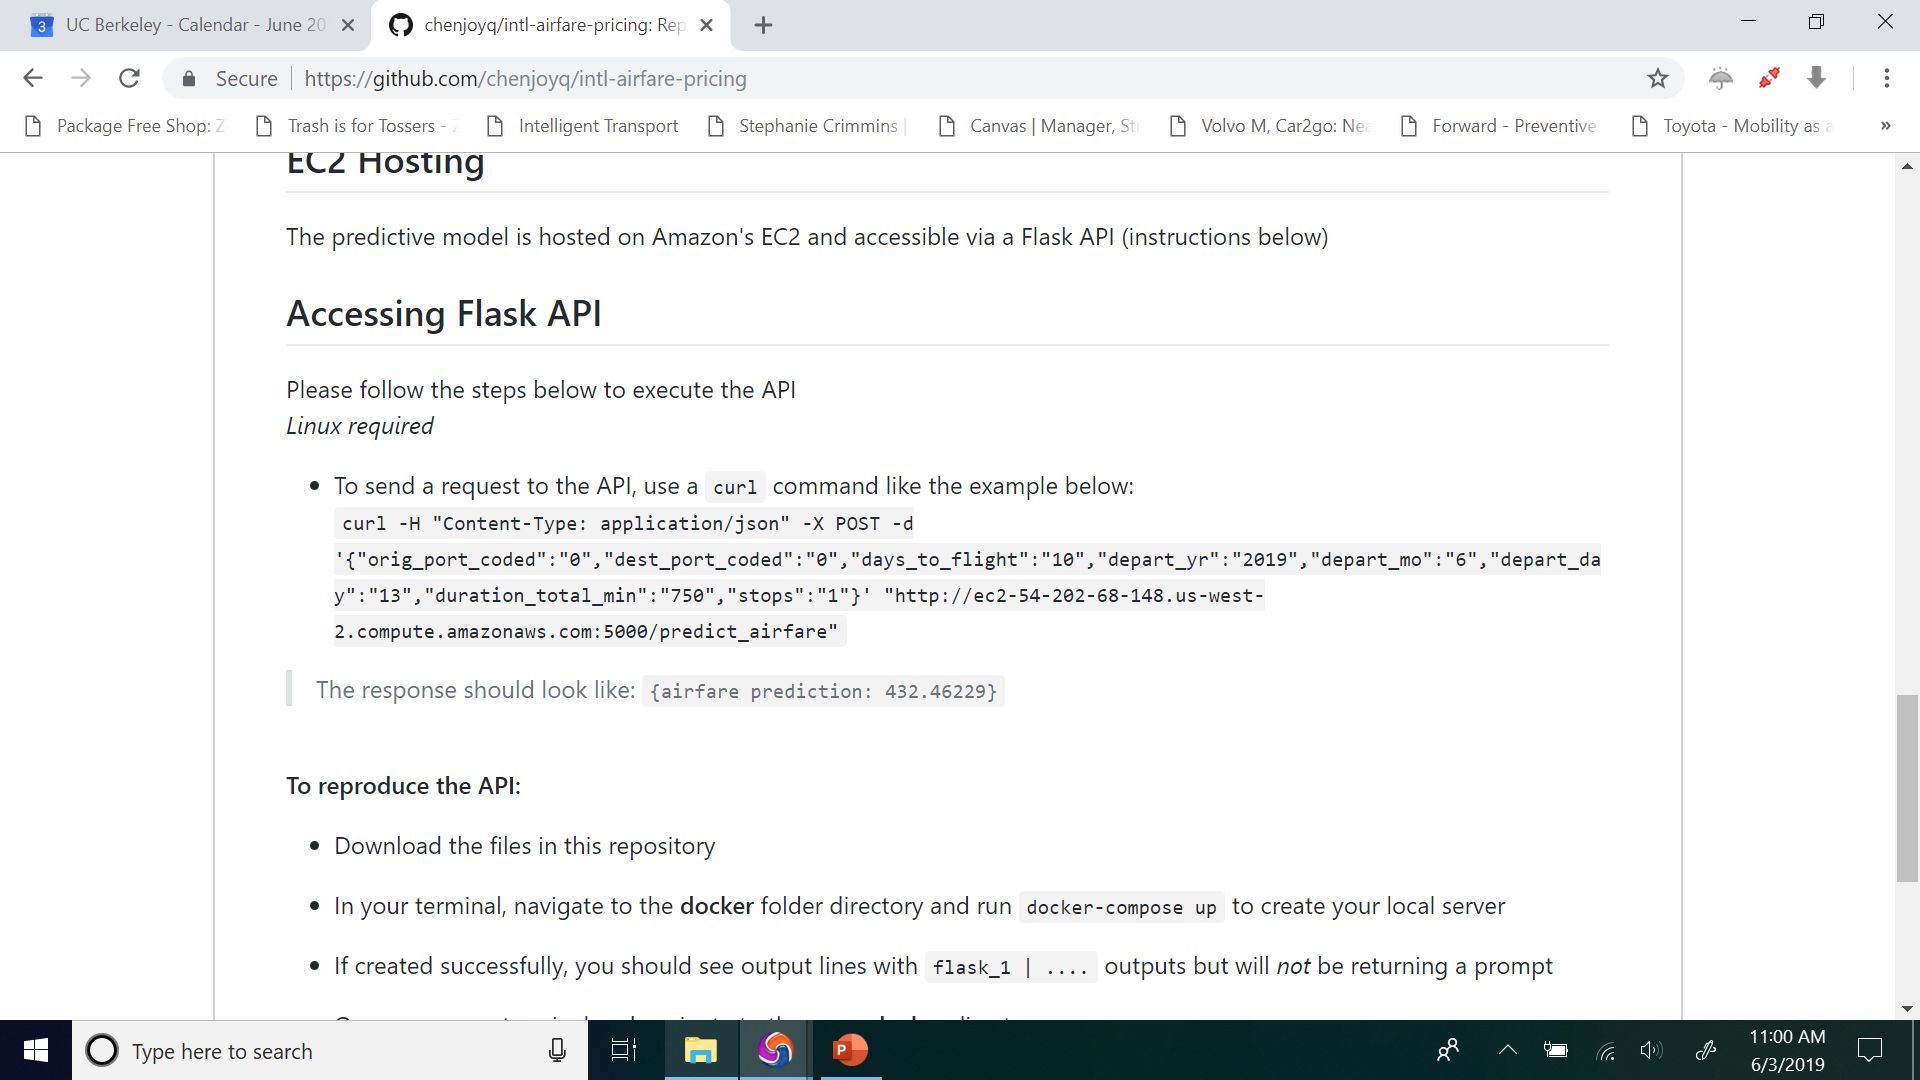 3
UC Berkeley - Calendar - June 20
chenjoyq/intl-airfare-pricing: Rep
Secure
https://github.com/chenjoyq/intl-airfare-pricing
Package Free Shop: Z
Trash is for Tossers - Z
Intelligent Transport
Stephanie Crimmins |
Canvas | Manager, Str
Volvo M, Car2go: Nea
Forward - Preventive
Toyota - Mobility as a
»
EC2 Hosting
The predictive model is hosted on Amazon's EC2 and accessible via a Flask API (instructions below)
Accessing Flask API
Please follow the steps below to execute the API
Linux required
To send a request to the API, use a curl command like the example below:
curl -H "Content-Type: application/json" -X POST -d
'{"orig_port_coded":"0","dest_port_coded":"0","days_to_flight":"10","depart_yr":"2019","depart_mo":"6","depart_da
y":"13","duration_total_min":"750","stops":"1"}' "http://ec2-54-202-68-148.us-west-
2.compute.amazonaws.com:5000/predict_airfare"
The response should look like: {airfare prediction: 432.46229}
To reproduce the API:
Download the files in this repository
In your terminal, navigate to the docker folder directory and run docker-compose up to create your local server
If created successfully, you should see output lines with flask_1 | .... outputs but will not be returning a prompt
Type here to search
P
11:00 AM
6/3/2019